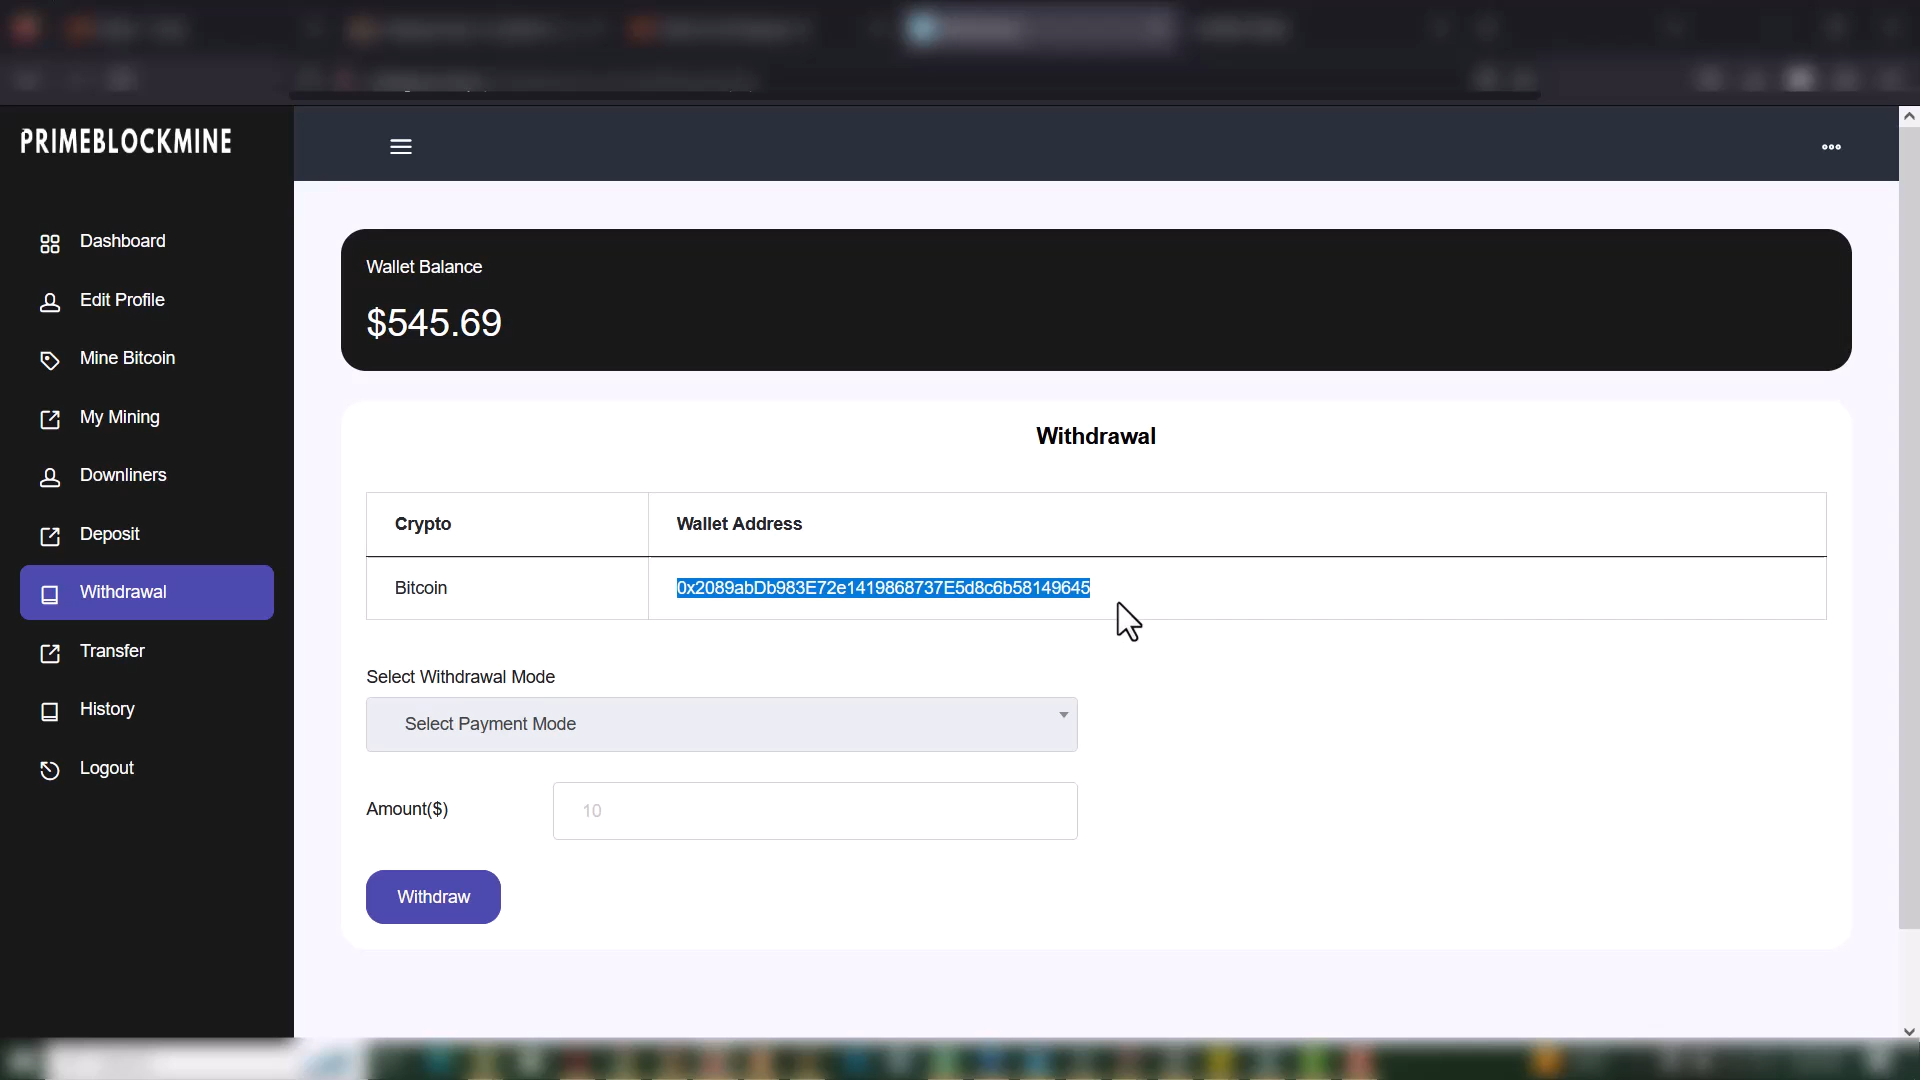 PRIMEBLOCKMINE
Dashboard
Edit Profile
Mine Bitcoin
My Mining
Downliners
Deposit
Withdrawal
Transfer
History
Logout
Wallet Balance
$545.69
Withdrawal
Crypto Wallet Address
Bitcoin 0x2089abDb983E72e1419868737E5d8c6b58149645
Select Withdrawal Mode
Select Payment Mode
Amount($) 10
Withdraw